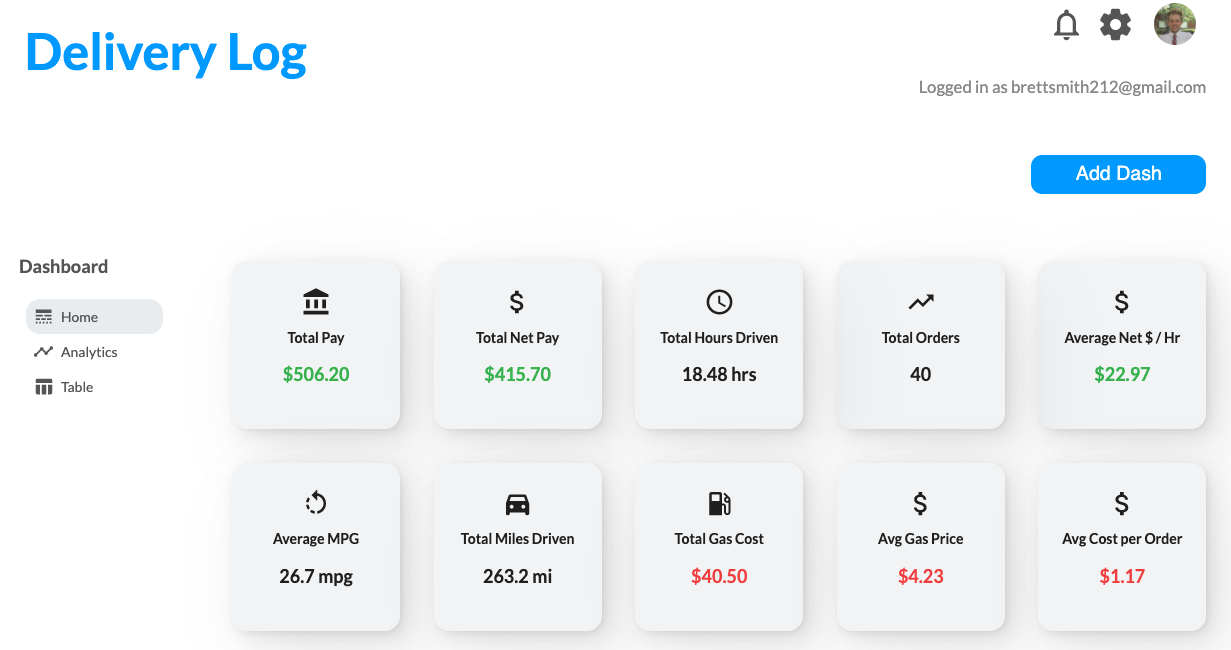 Delivery Log
Logged in as brettsmith212@gmail.com
Add Dash
Dashboard
Home
Analytics
Table
Total Pay
$506.20
Total Net Pay
$415.70
Total Hours Driven
18.48 hrs
Total Orders
40
Average Net $ / Hr
$22.97
Average MPG
26.7 mpg
Total Miles Driven
263.2 mi
Total Gas Cost
$40.50
Avg Gas Price
$4.23
Avg Cost per Order
$1.17